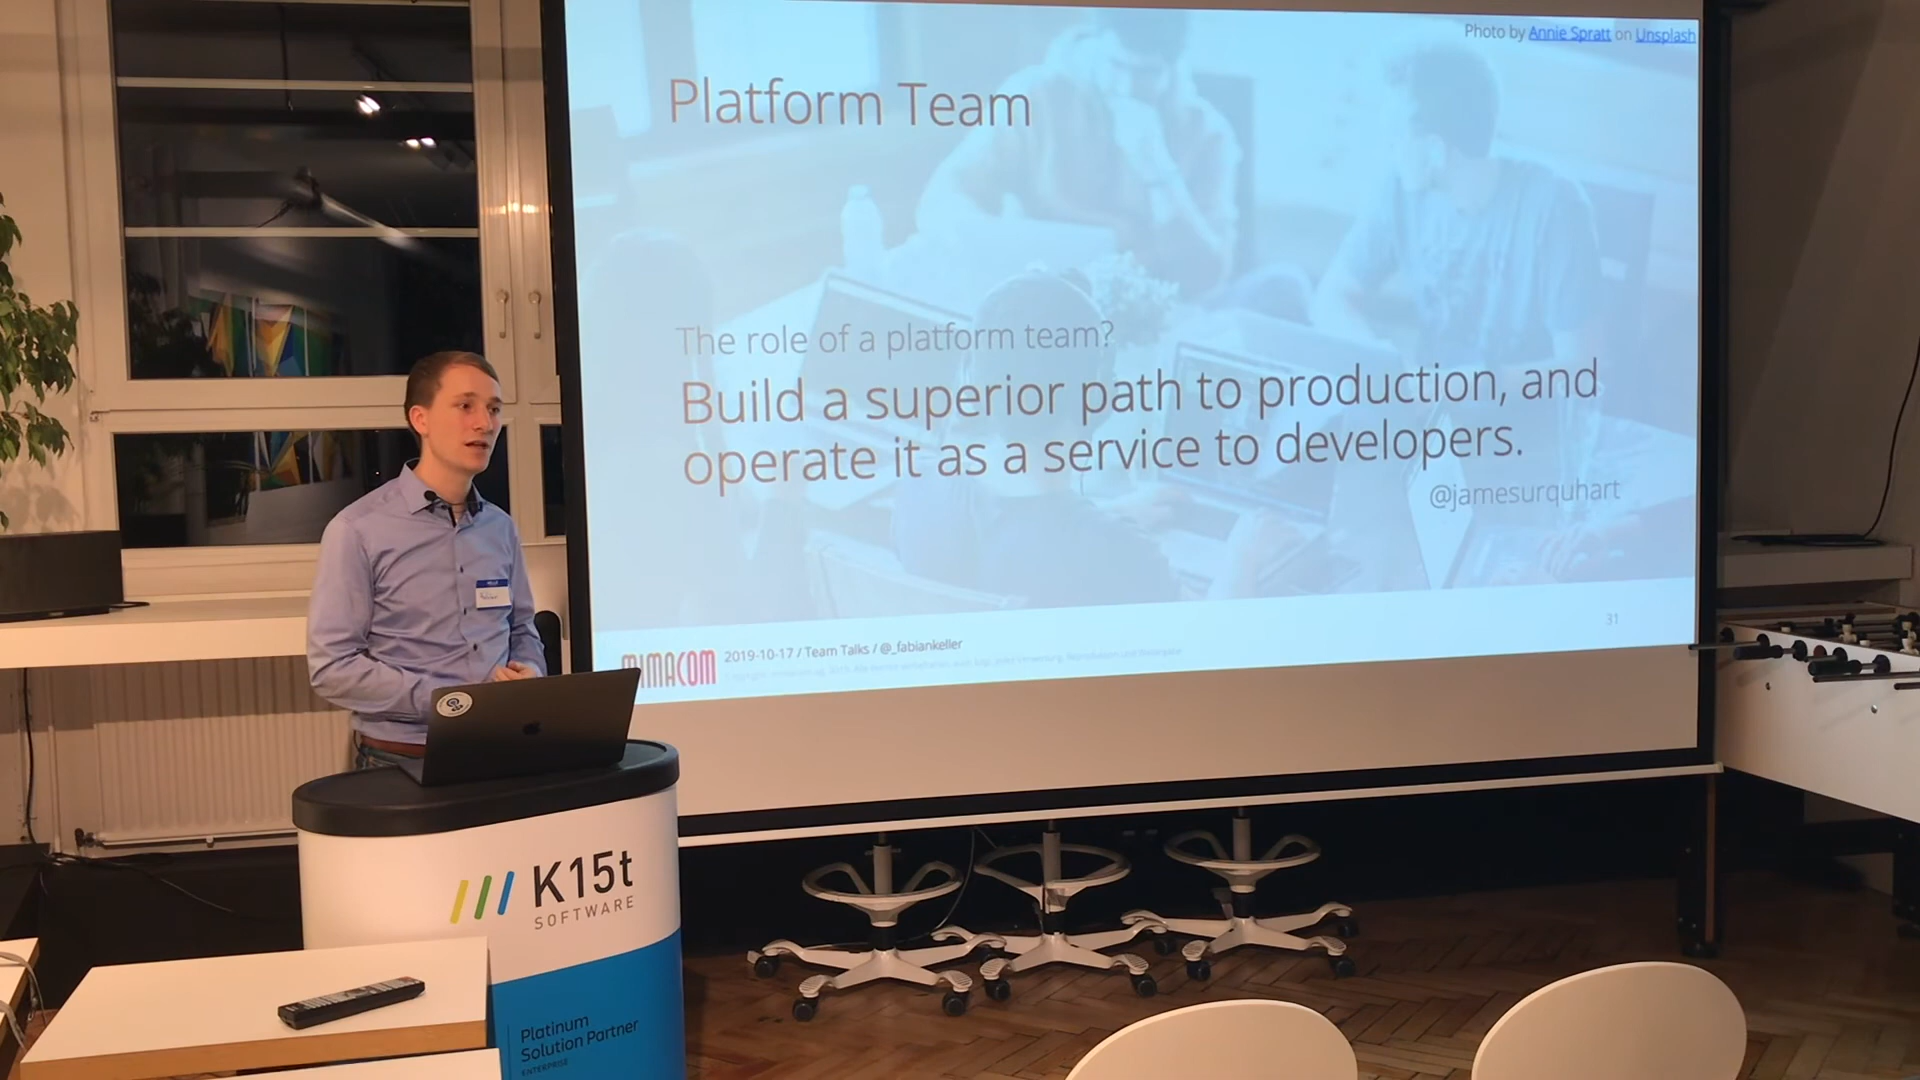 Photo by Annie Spratt on Unsplash
Platform Team
The role of a platform team?
Build a superior path to production, and
operate it as a service to developers.
@jamesurquhart
31
MIMACOM
2019-10-17 / Team Talks / @_fabiankeller
K15t
SOFTWARE
Platinum
Solution Partner
ENTERPRISE